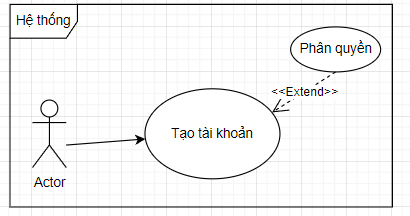 Hệ thống
Phân quyền
<<Extend>>
Tạo tài khoản
Actor